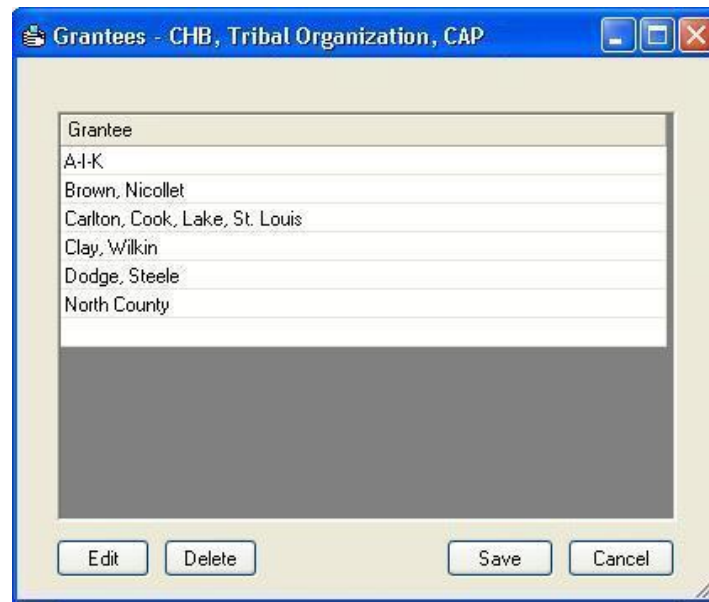 Grantees - CHB, Tribal Organization, CAP
Grantee
A-I-K
Brown, Nicollet
Carlton, Cook, Lake, St. Louis
Clay, Wilkin
Dodge, Steele
North County
Edit Delete Save Cancel